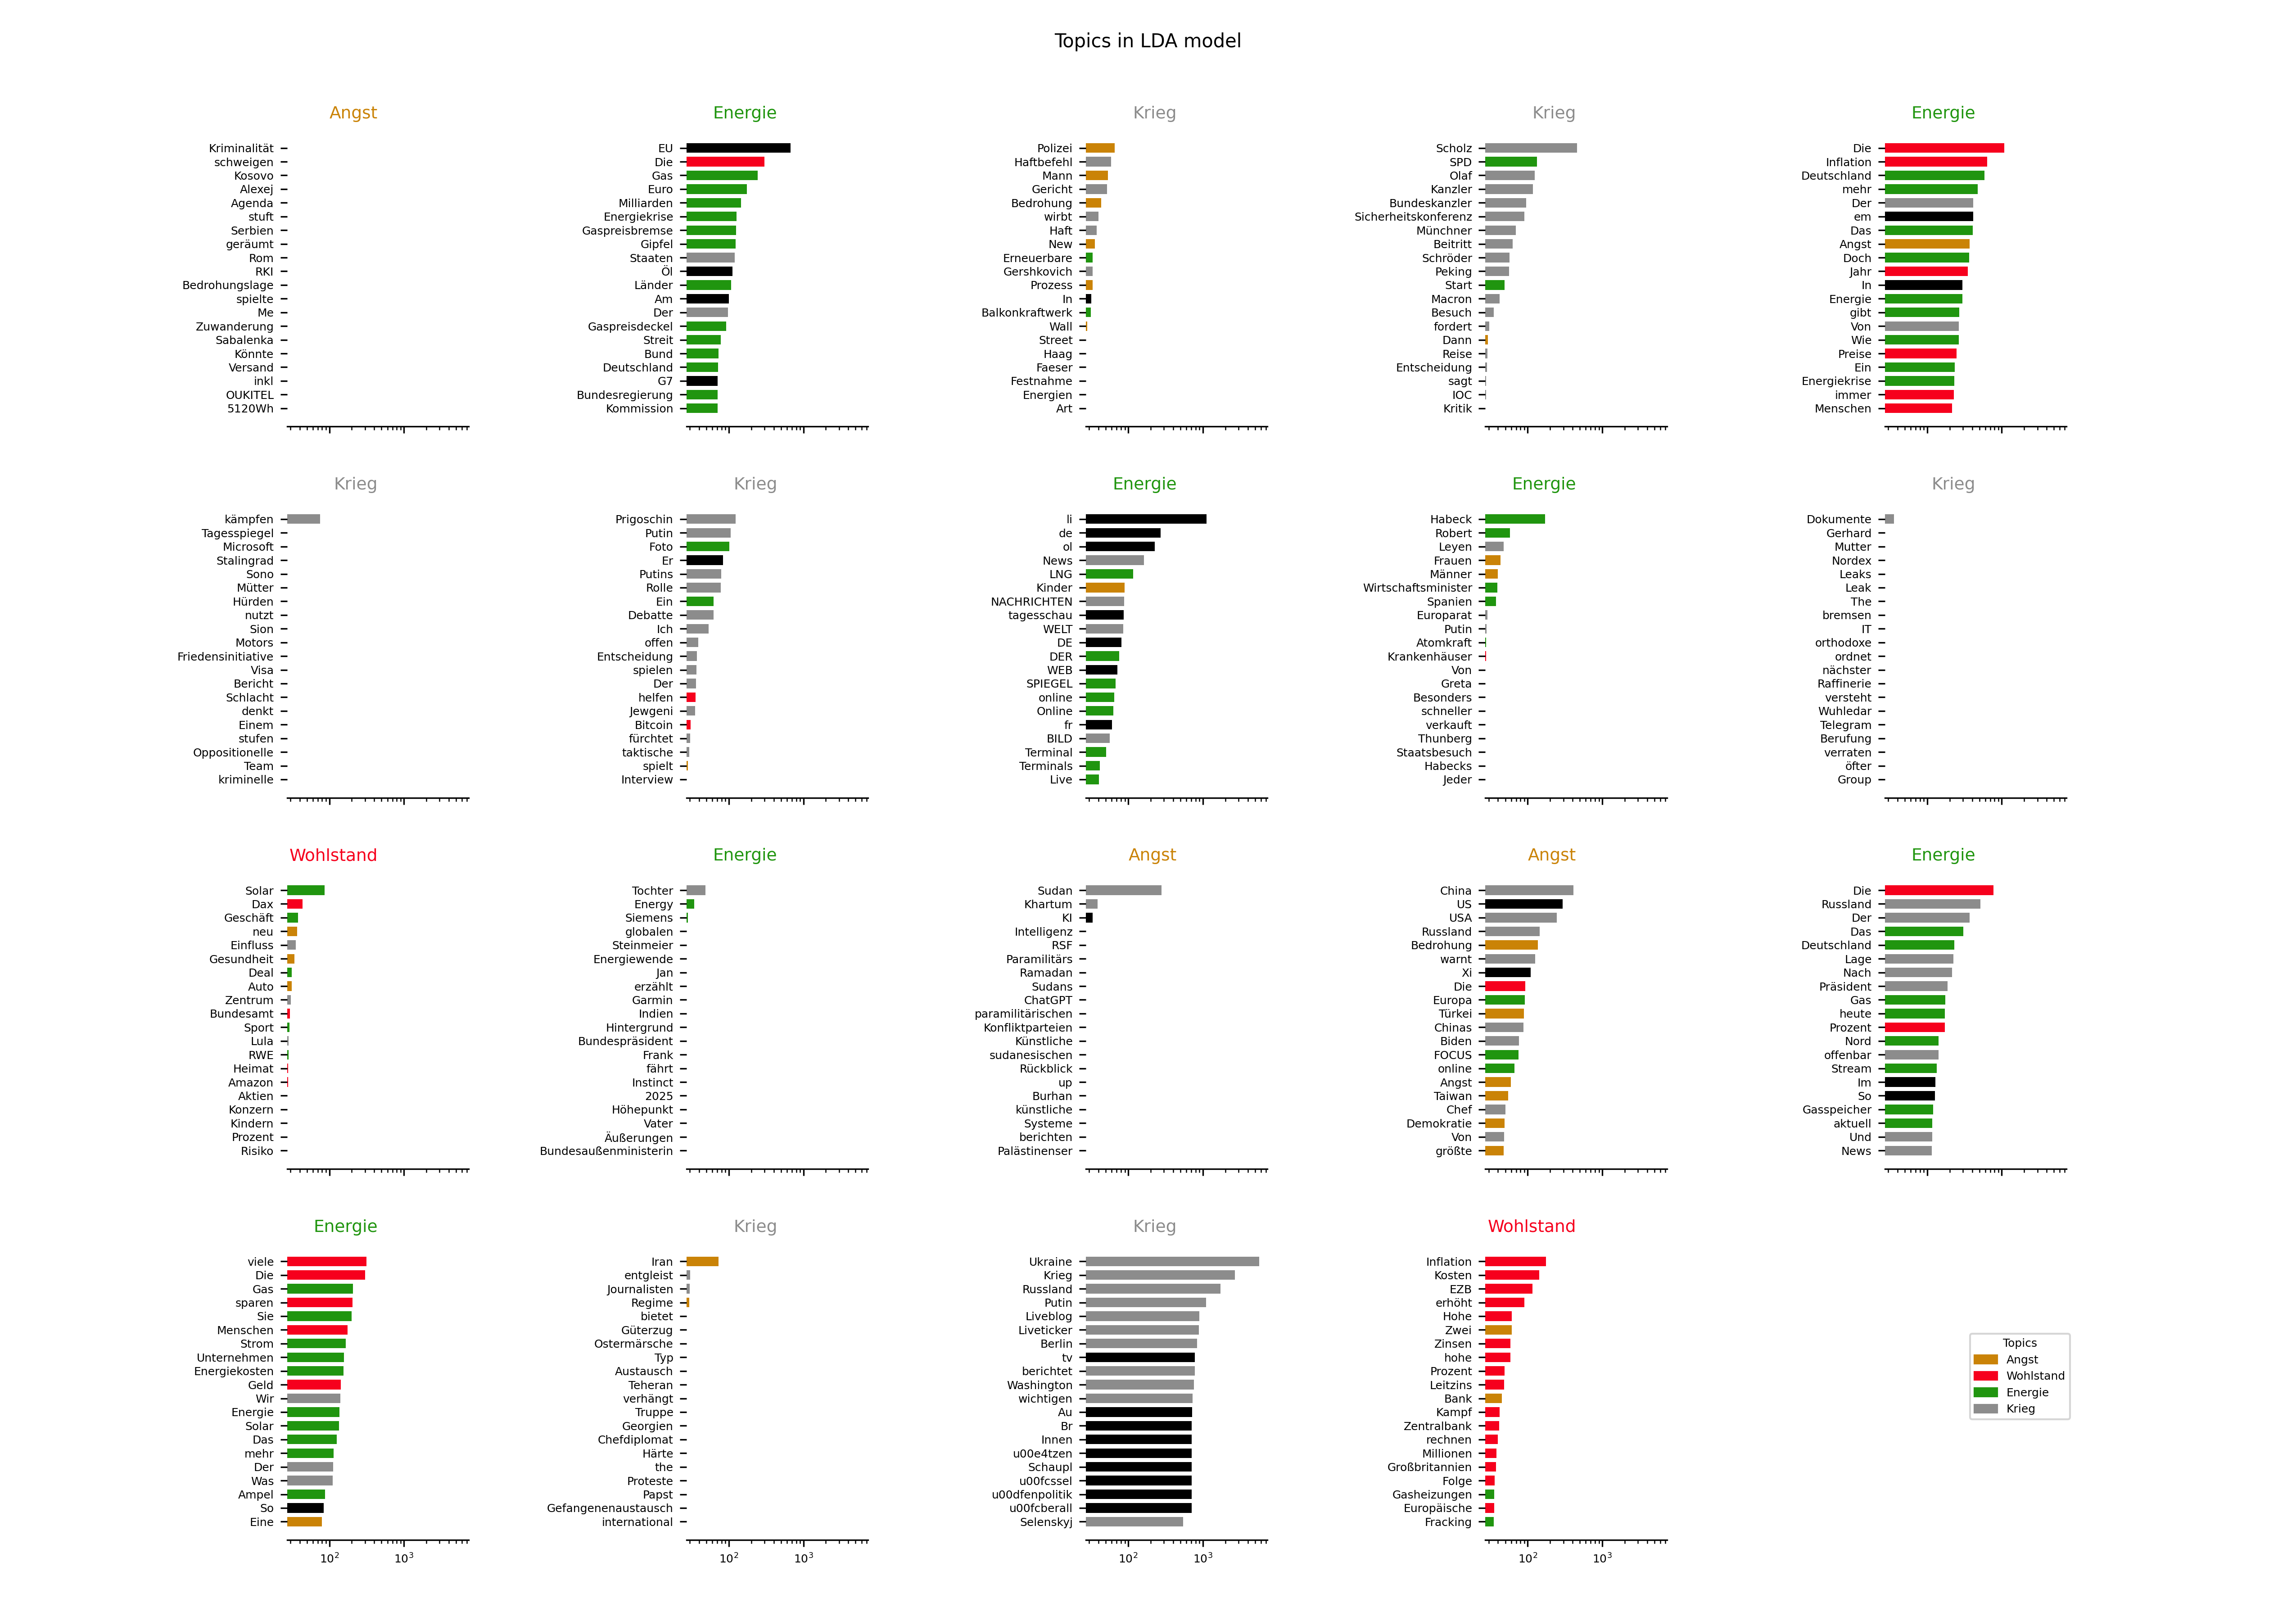 Topics in LDA model
Angst
Kriminalität
schweigen
Kosovo
Alexej
Agenda
stuft
Serbien
geräumt
Rom
RKI
Bedrohungslage
spielte
Me
Zuwanderung
Sabalenka
Könnte
Versand
inkl
OUKITEL
5120Wh
Energie
EU
Die
Gas
Euro
Milliarden
Energiekrise
Gaspreisbremse
Gipfel
Staaten
Öl
Länder
Am
Der
Gaspreisdeckel
Streit
Bund
Deutschland
G7
Bundesregierung
Kommission
Krieg
Polizei
Haftbefehl
Mann
Gericht
Bedrohung
wirbt
Haft
New
Erneuerbare
Gershkovich
Prozess
In
Balkonkraftwerk
Wall
Street
Haag
Faeser
Festnahme
Energien
Art
Krieg
Scholz
SPD
Olaf
Kanzler
Bundeskanzler
Sicherheitskonferenz
Münchner
Beitritt
Schröder
Peking
Start
Macron
Besuch
fordert
Dann
Reise
Entscheidung
sagt
IOC
Kritik
Energie
Die
Inflation
Deutschland
mehr
Der
em
Das
Angst
Doch
Jahr
In
Energie
gibt
Von
Wie
Preise
Ein
Energiekrise
immer
Menschen
Krieg
kämpfen
Tagesspiegel
Microsoft
Stalingrad
Sono
Mütter
Hürden
nutzt
Sion
Motors
Friedensinitiative
Visa
Bericht
Schlacht
denkt
Einem
stufen
Oppositionelle
Team
kriminelle
Krieg
Prigoschin
Putin
Foto
Er
Putins
Rolle
Ein
Debatte
Ich
offen
Entscheidung
spielen
Der
helfen
Jewgeni
Bitcoin
fürchtet
taktische
spielt
Interview
Energie
li
de
ol
News
LNG
Kinder
NACHRICHTEN
tagesschau
WELT
DE
DER
WEB
SPIEGEL
online
Online
fr
BILD
Terminal
Terminals
Live
Energie
Habeck
Robert
Leyen
Frauen
Männer
Wirtschaftsminister
Spanien
Europarat
Putin
Atomkraft
Krankenhäuser
Von
Greta
Besonders
schneller
verkauft
Thunberg
Staatsbesuch
Habecks
Jeder
Krieg
Dokumente
Gerhard
Mutter
Nordex
Leaks
Leak
The
bremsen
IT
orthodoxe
ordnet
nächster
Raffinerie
versteht
Wuhledar
Telegram
Berufung
verraten
öfter
Group
Wohlstand
Solar
Dax
Geschäft
neu
Einfluss
Gesundheit
Deal
Auto
Zentrum
Bundesamt
Sport
Lula
RWE
Heimat
Amazon
Aktien
Konzern
Kindern
Prozent
Risiko
Energie
Tochter
Energy
Siemens
globalen
Steinmeier
Energiewende
Jan
erzählt
Garmin
Indien
Hintergrund
Bundespräsident
Frank
fährt
Instinct
2025
Höhepunkt
Vater
Äußerungen
Bundesaußenministerin
Angst
Sudan
Khartum
KI
Intelligenz
RSF
Paramilitärs
Ramadan
Sudans
ChatGPT
paramilitärischen
Konfliktparteien
Künstliche
sudanesischen
Rückblick
up
Burhan
künstliche
Systeme
berichten
Palästinenser
Angst
China
US
USA
Russland
Bedrohung
warnt
Xi
Die
Europa
Türkei
Chinas
Biden
FOCUS
online
Angst
Taiwan
Chef
Demokratie
Von
größte
Energie
Die
Russland
Der
Das
Deutschland
Lage
Nach
Präsident
Gas
heute
Prozent
Nord
offenbar
Stream
Im
So
Gasspeicher
aktuell
Und
News
Energie
viele
Die
Gas
sparen
Sie
Menschen
Strom
Unternehmen
Energiekosten
Geld
Wir
Energie
Solar
Das
mehr
Der
Was
Ampel
So
Eine
10² 10³
Krieg
Iran
entgleist
Journalisten
Regime
bietet
Güterzug
Ostermärsche
Typ
Austausch
Teheran
verhängt
Truppe
Georgien
Chefdiplomat
Härte
the
Proteste
Papst
Gefangenenaustausch
international
10² 10³
Krieg
Ukraine
Krieg
Russland
Putin
Liveblog
Liveticker
Berlin
tv
berichtet
Washington
wichtigen
Au
Br
Innen
u00e4tzen
Schaupl
u00fcssel
u00dfenpolitik
u00fcberall
Selenskyj
10² 10³
Wohlstand
Inflation
Kosten
EZB
erhöht
Hohe
Zwei
Zinsen
hohe
Prozent
Leitzins
Bank
Kampf
Zentralbank
rechnen
Millionen
Großbritannien
Folge
Gasheizungen
Europäische
Fracking
10² 10³
Topics
Angst
Wohlstand
Energie
Krieg